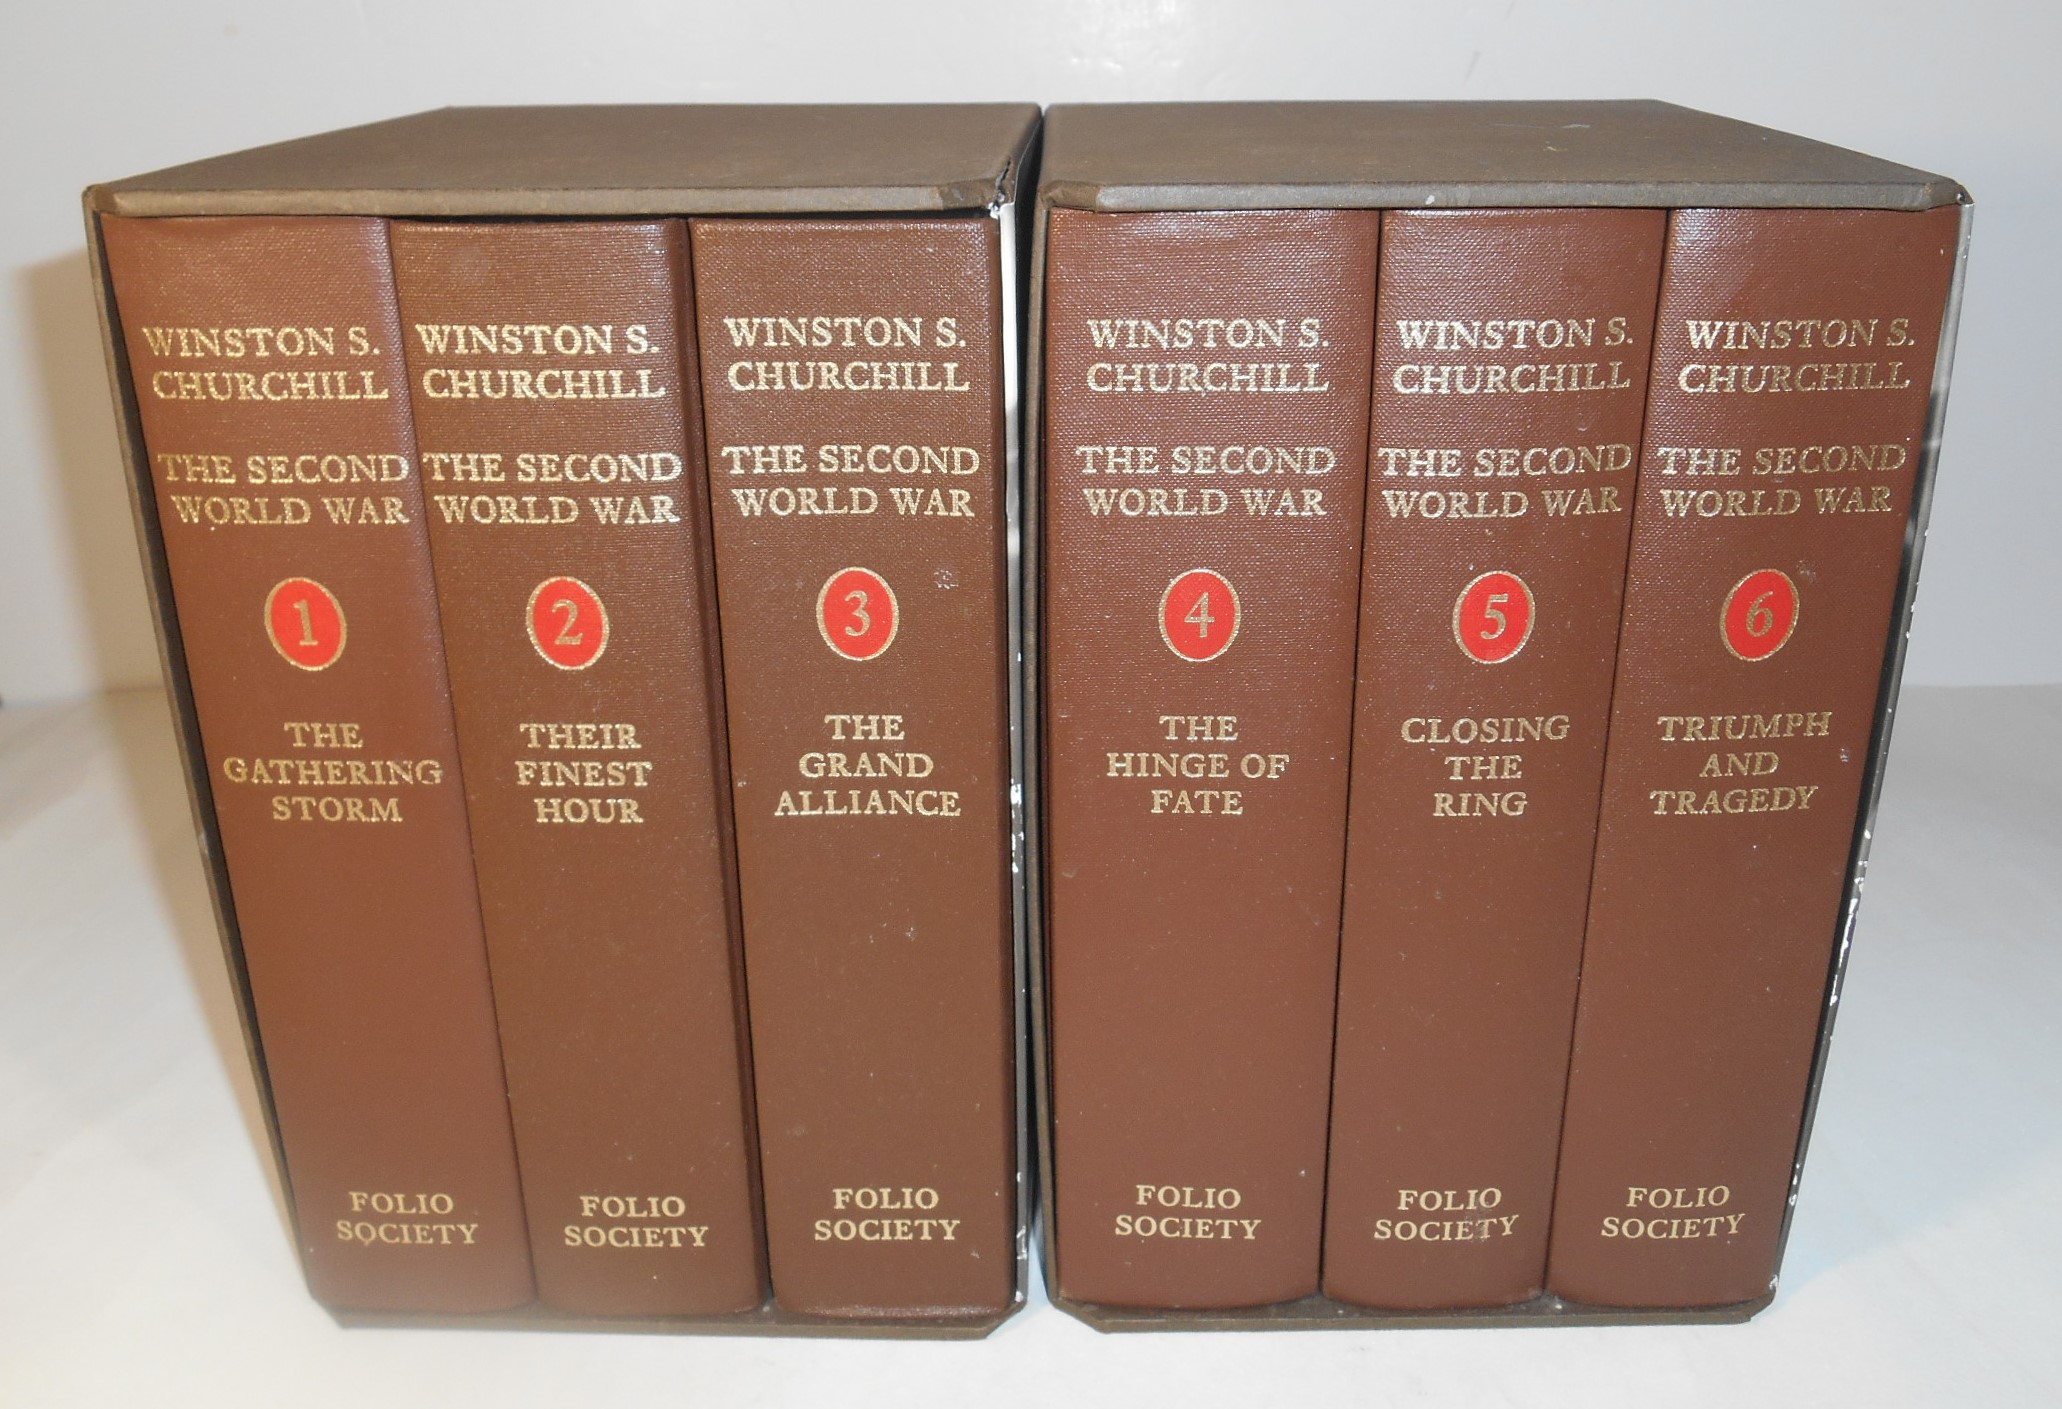 WINSTON S.
CHURCHILL
THE SECOND
WORLD WAR
1
THE
GATHERING
STORM
FOLIO
SOCIETY
WINSTON S.
CHURCHILL
THE SECOND
WORLD WAR
2
THEIR
FINEST
HOUR
FOLIO
SOCIETY
WINSTON S.
CHURCHILL
THE SECOND
WORLD WAR
3
THE
GRAND
ALLIANCE
FOLIO
SOCIETY
WINSTON S.
CHURCHILL
THE SECOND
WORLD WAR
4
THE
HINGE OF
FATE
FOLIO
SOCIETY
WINSTON S.
CHURCHILL
THE SECOND
WORLD WAR
5
CLOSING
THE
RING
FOLIO
SOCIETY
WINSTON S.
CHURCHILL
THE SECOND
WORLD WAR
6
TRIUMPH
AND
TRAGEDY
FOLIO
SOCIETY